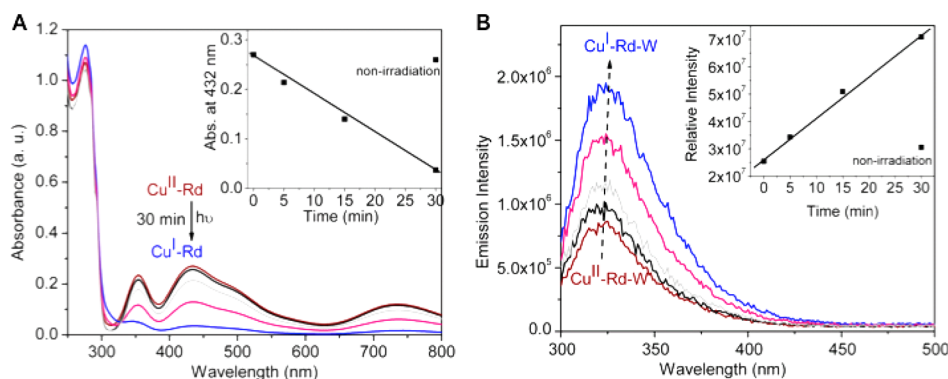 A
1.2
1.0
0.8
0.6
0.4
0.2
0.0
Absorbance (a. u.)
300 400 500 600 700 800
Wavelength (nm)
Cu^II-Rd
30 min hυ
Cu^I-Rd
0.3
0.2
0.1
0.0
Abs. at 432 nm
non-irradiation
0 5 10 15 20 25 30
Time (min)
B
2.0x10^6
1.5x10^6
1.0x10^6
5.0x10^5
0.0
Emission Intensity
300 350 400 450 500
Wavelength (nm)
Cu^I-Rd-W
Cu^II-Rd-W
7x10^7
6x10^7
5x10^7
4x10^7
3x10^7
2x10^7
Relative Intensity
non-irradiation
0 5 10 15 20 25 30
Time (min)